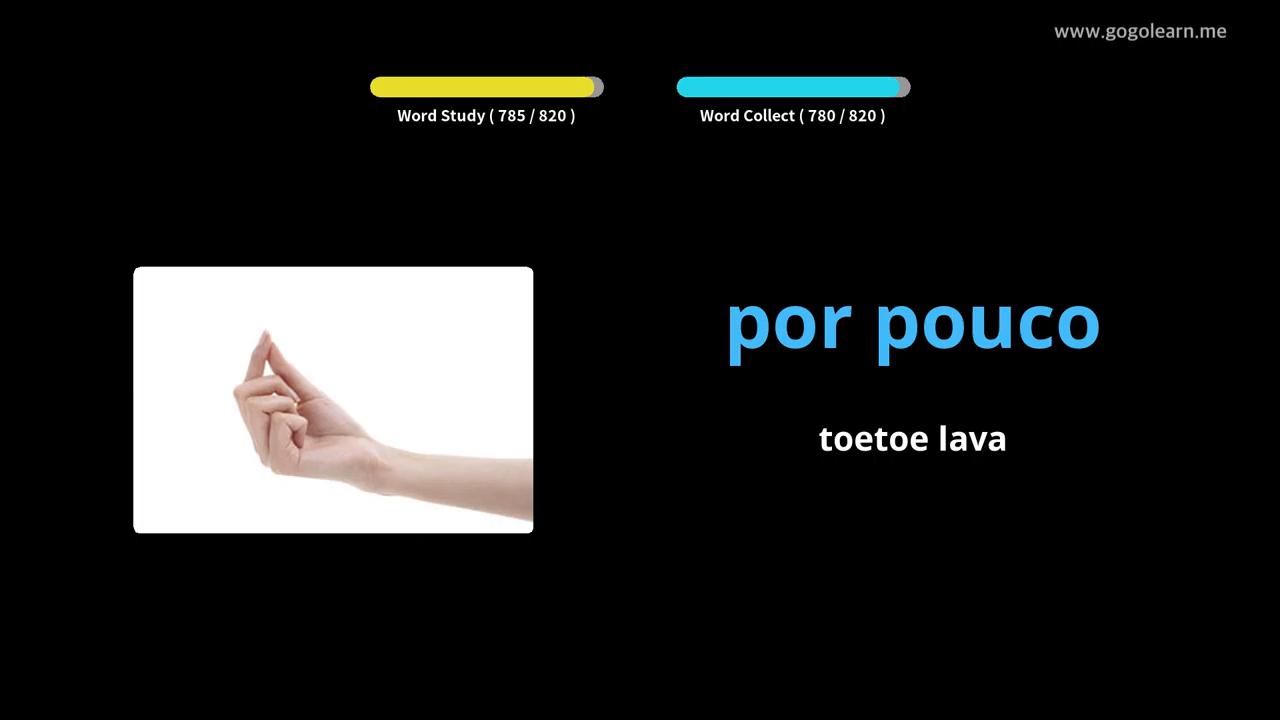 www.gogolearn.me
Word Study ( 785 / 820 )
Word Collect ( 780 / 820 )
por pouco
toetoe lava